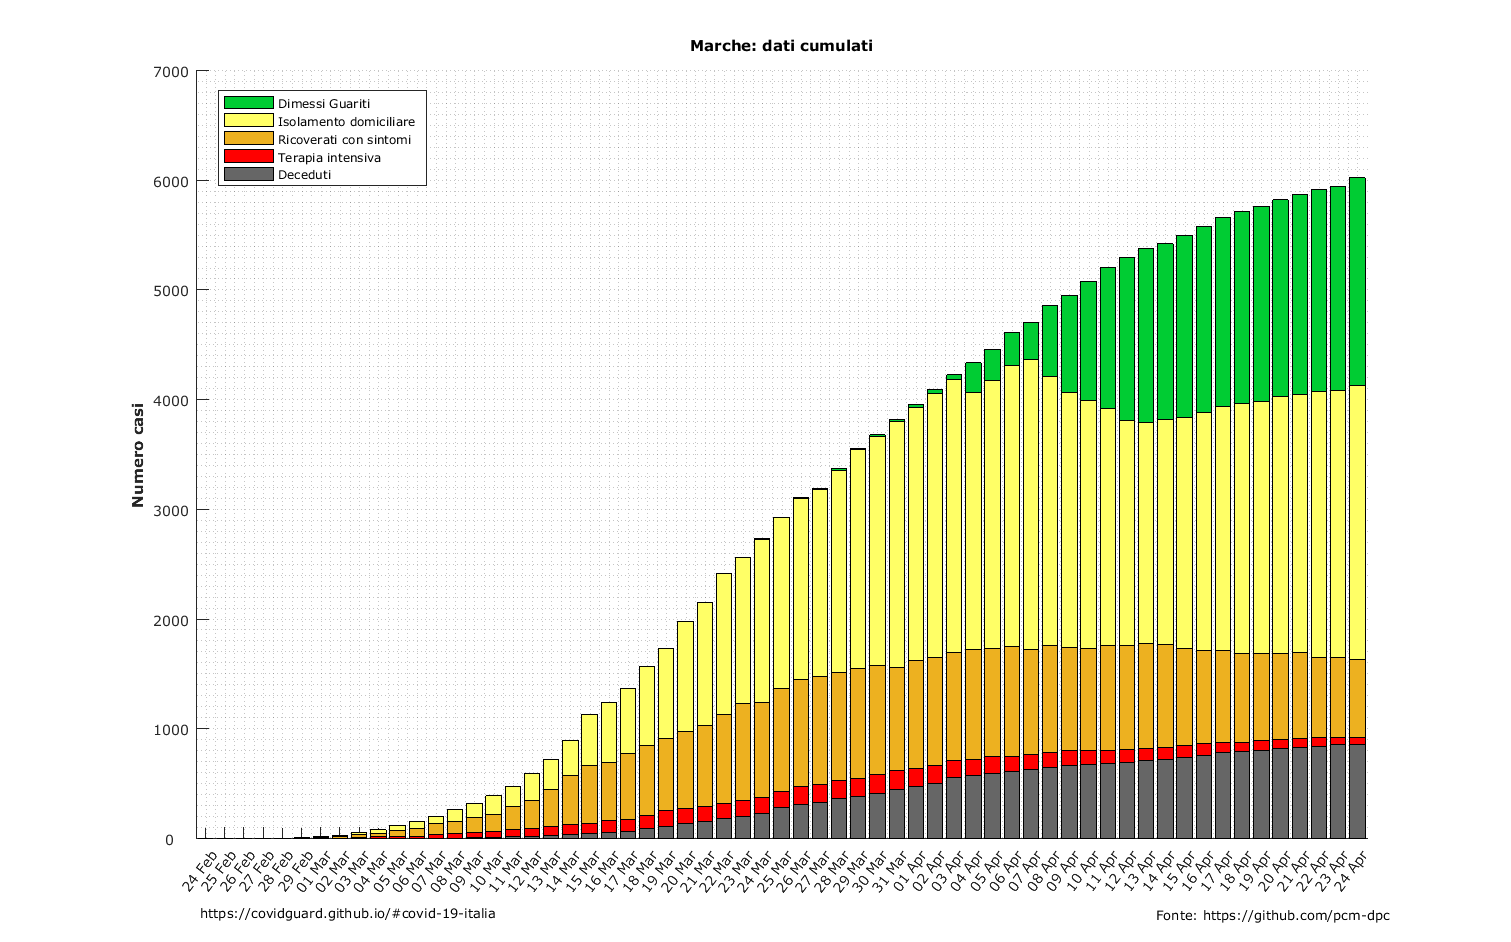 Marche: dati cumulati
7000
6000
5000
4000
3000
2000
1000
0
Numero casi
Dimessi Guariti
Isolamento domiciliare
Ricoverati con sintomi
Terapia intensiva
Deceduti
24 Feb
25 Feb
26 Feb
27 Feb
28 Feb
29 Feb
01 Mar
02 Mar
03 Mar
04 Mar
05 Mar
06 Mar
07 Mar
08 Mar
09 Mar
10 Mar
11 Mar
12 Mar
13 Mar
14 Mar
15 Mar
16 Mar
17 Mar
18 Mar
19 Mar
20 Mar
21 Mar
22 Mar
23 Mar
24 Mar
25 Mar
26 Mar
27 Mar
28 Mar
29 Mar
30 Mar
31 Mar
01 Apr
02 Apr
03 Apr
04 Apr
05 Apr
06 Apr
07 Apr
08 Apr
09 Apr
10 Apr
11 Apr
12 Apr
13 Apr
14 Apr
15 Apr
16 Apr
17 Apr
18 Apr
19 Apr
20 Apr
21 Apr
22 Apr
23 Apr
24 Apr
https://covidguard.github.io/#covid-19-italia
Fonte: https://github.com/pcm-dpc